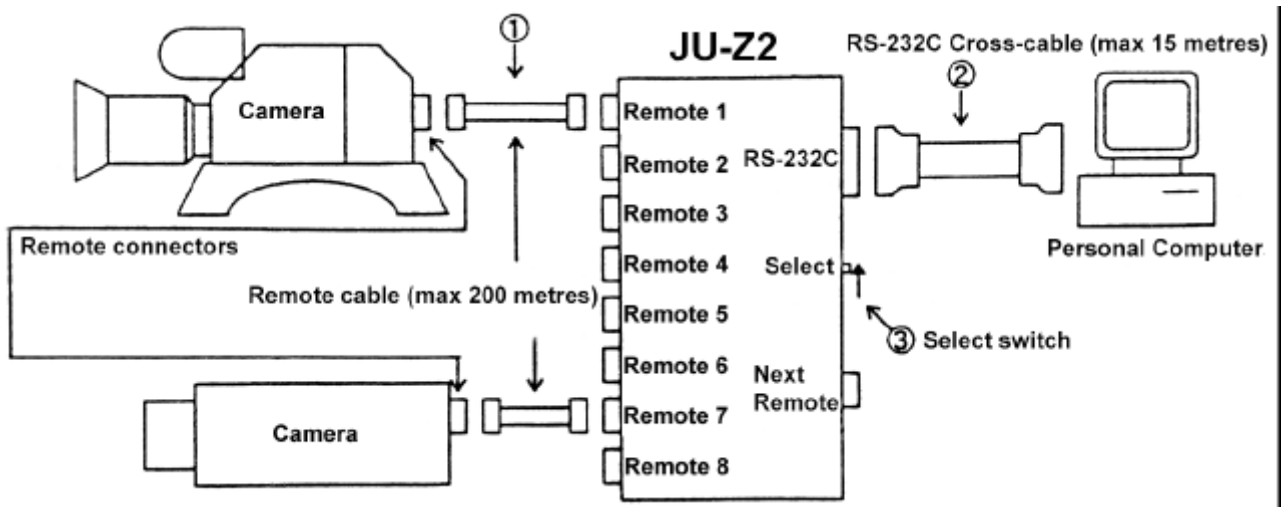 ①
JU-Z2
RS-232C Cross-cable (max 15 metres)
②
Camera
Remote 1
Remote 2
RS-232C
Remote 3
Remote connectors
Personal Computer
Remote 4
Select
Remote cable (max 200 metres)
Remote 5
③ Select switch
Remote 6
Next
Remote
Remote 7
Camera
Remote 8